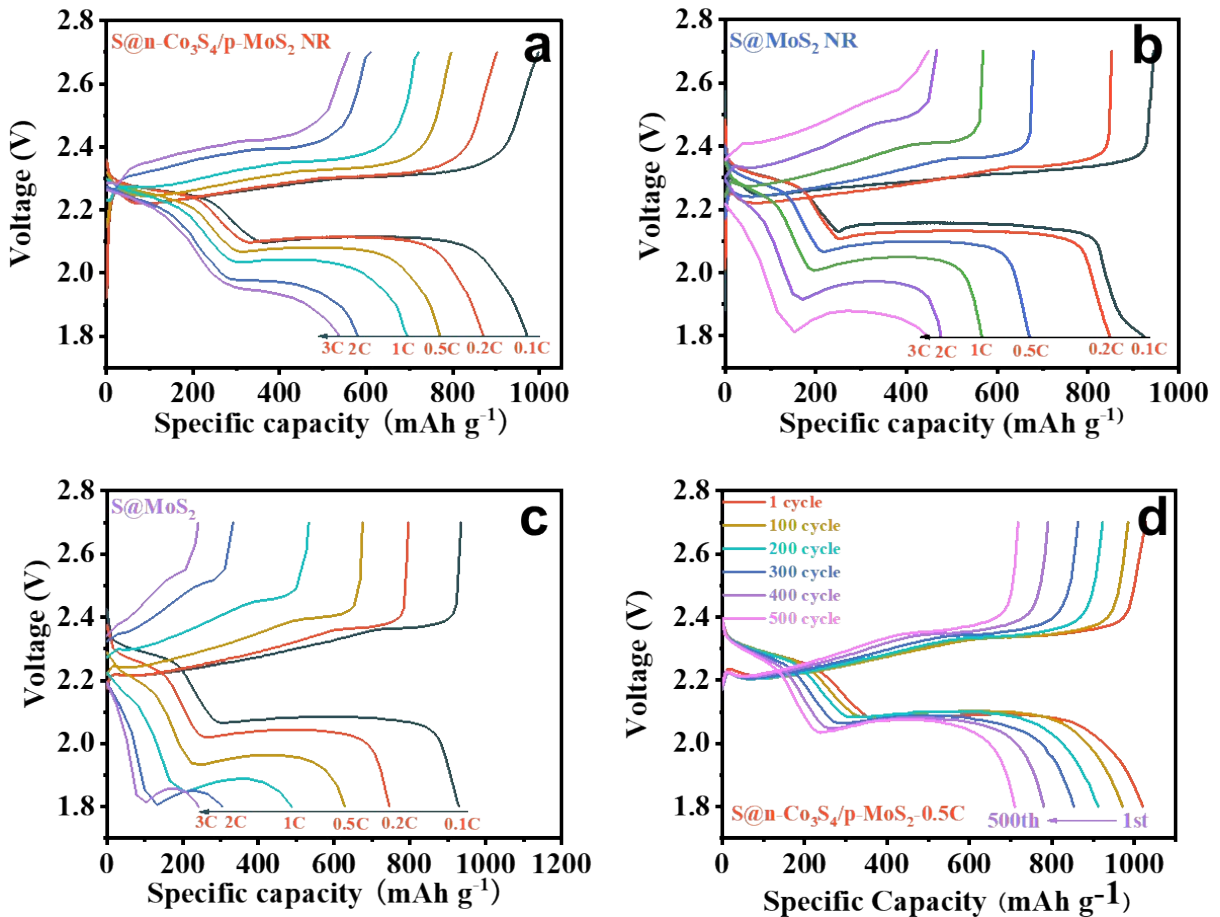 a
S@n-Co₃S₄/p-MoS₂ NR
2.8
2.6
2.4
2.2
2.0
1.8
Voltage (V)
3C 2C 1C 0.5C 0.2C 0.1C
0 200 400 600 800 1000
Specific capacity (mAh g⁻¹)
b
S@MoS₂ NR
2.8
2.6
2.4
2.2
2.0
1.8
Voltage (V)
3C 2C 1C 0.5C 0.2C 0.1C
0 200 400 600 800 1000
Specific capacity (mAh g⁻¹)
c
S@MoS₂
2.8
2.6
2.4
2.2
2.0
1.8
Voltage (V)
3C 2C 1C 0.5C 0.2C 0.1C
0 200 400 600 800 1000 1200
Specific capacity (mAh g⁻¹)
d
1 cycle
100 cycle
200 cycle
300 cycle
400 cycle
500 cycle
2.8
2.6
2.4
2.2
2.0
1.8
Voltage (V)
S@n-Co₃S₄/p-MoS₂-0.5C
500th 1st
0 200 400 600 800 1000
Specific Capacity (mAh g-1)